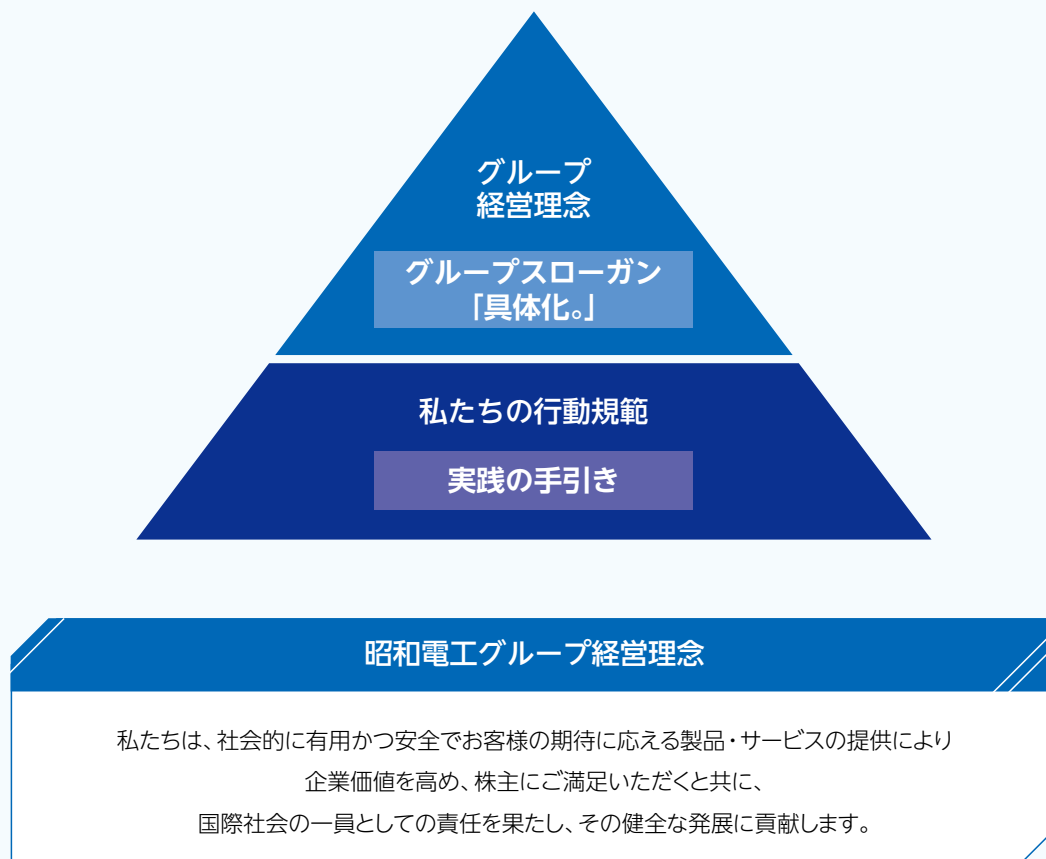 グループ
経営理念
グループスローガン
「具体化。」
私たちの行動規範
実践の手引き
昭和電工グループ経営理念
私たちは、社会的に有用かつ安全でお客様の期待に応える製品・サービスの提供により
企業価値を高め、株主にご満足いただくと共に、
国際社会の一員としての責任を果たし、その健全な発展に貢献します。